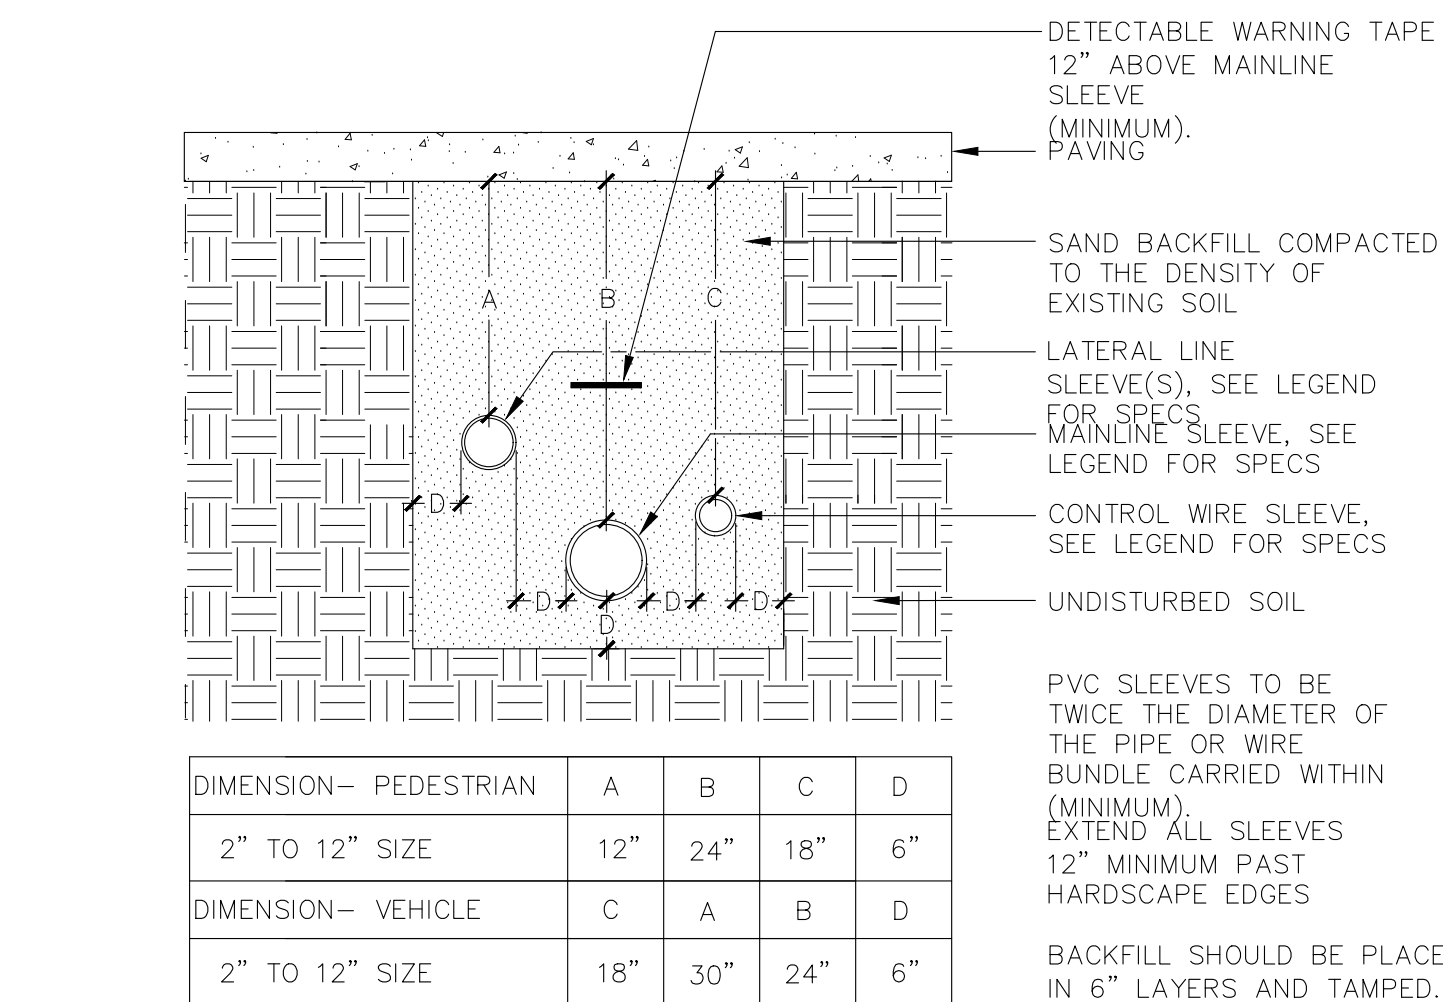 DETECTABLE WARNING TAPE
12” ABOVE MAINLINE
SLEEVE
(MINIMUM).
PAVING
SAND BACKFILL COMPACTED
TO THE DENSITY OF
EXISTING SOIL
A B C
LATERAL LINE
SLEEVE(S), SEE LEGEND
FOR SPECS
MAINLINE SLEEVE, SEE
LEGEND FOR SPECS
D
CONTROL WIRE SLEEVE,
SEE LEGEND FOR SPECS
D D D
D
UNDISTURBED SOIL
PVC SLEEVES TO BE
TWICE THE DIAMETER OF
THE PIPE OR WIRE
BUNDLE CARRIED WITHIN
(MINIMUM).
EXTEND ALL SLEEVES
12” MINIMUM PAST
HARDSCAPE EDGES
BACKFILL SHOULD BE PLACE
IN 6” LAYERS AND TAMPED.
DIMENSION– PEDESTRIAN A B C D
2” TO 12” SIZE 12” 24” 18” 6”
DIMENSION– VEHICLE C A B D
2” TO 12” SIZE 18” 30” 24” 6”